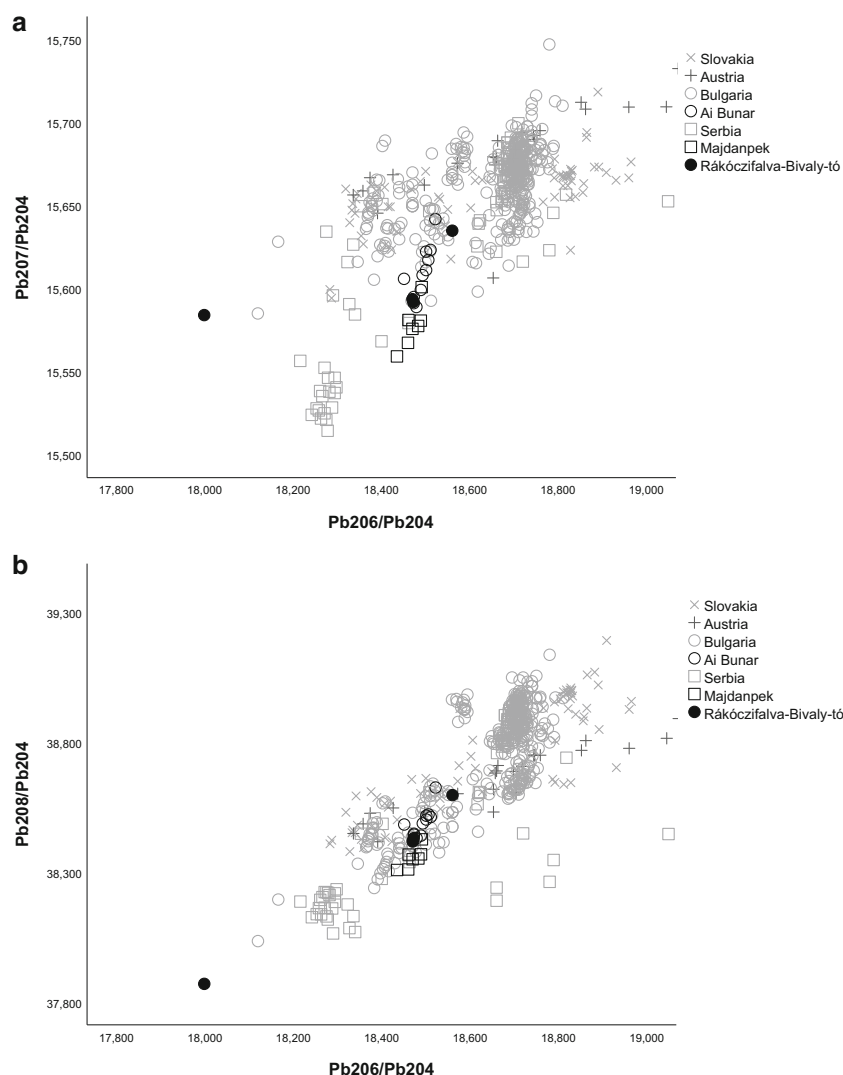 a
15,750
15,700
15,650
15,600
15,550
15,500
Pb207/Pb204
17,800 18,000 18,200 18,400 18,600 18,800 19,000
Pb206/Pb204
Slovakia
Austria
Bulgaria
Ai Bunar
Serbia
Majdanpek
Rákóczifalva-Bivaly-tó
b
39,300
38,800
38,300
37,800
Pb208/Pb204
17,800 18,000 18,200 18,400 18,600 18,800 19,000
Pb206/Pb204
Slovakia
Austria
Bulgaria
Ai Bunar
Serbia
Majdanpek
Rákóczifalva-Bivaly-tó